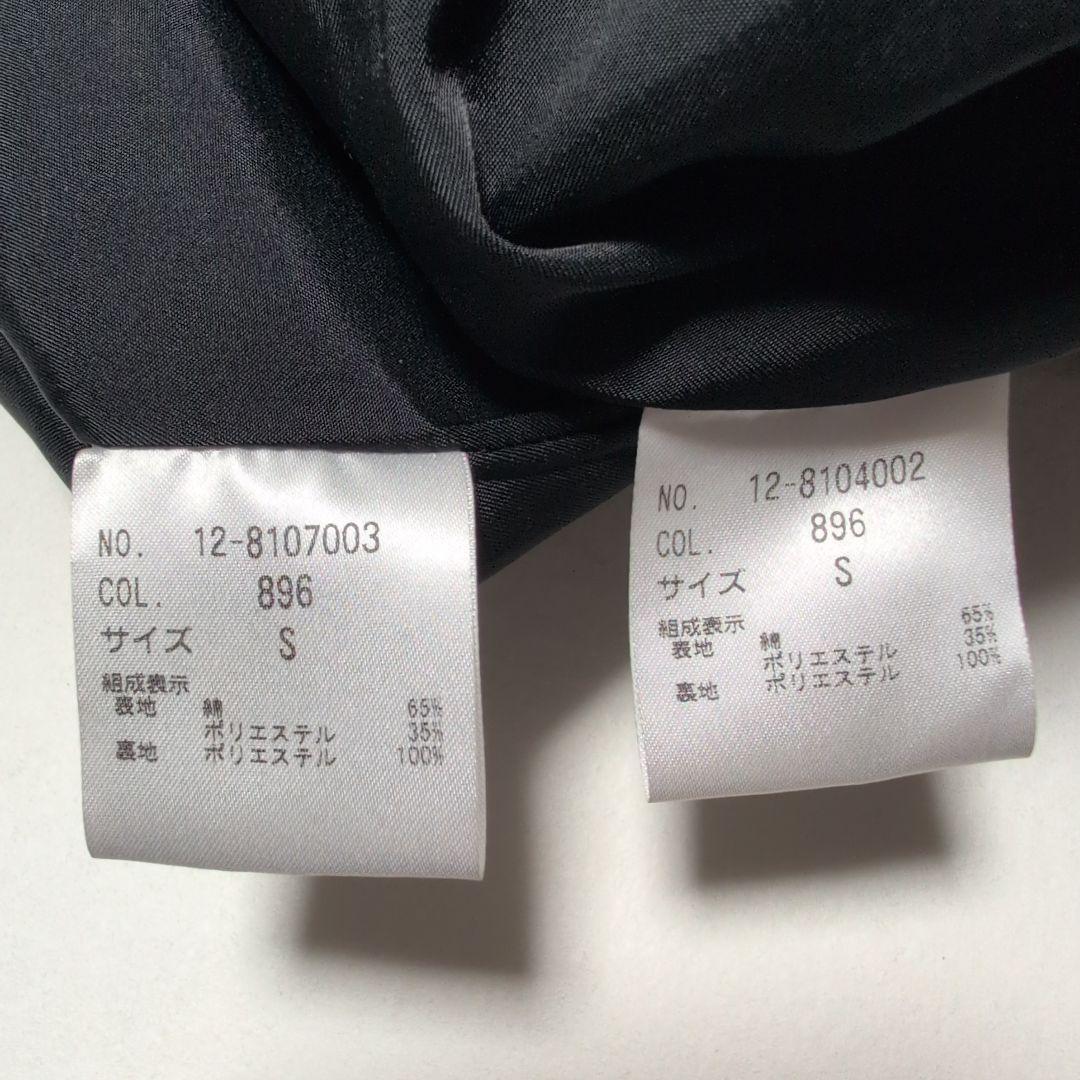 NO. 12-8107003
COL. 896
サイズ S
組成表示
表地 綿 65%
ポリエステル 35%
裏地 ポリエステル 100%
NO. 12-8104002
COL. 896
サイズ S
組成表示
表地 綿 65%
ポリエステル 35%
裏地 ポリエステル 100%